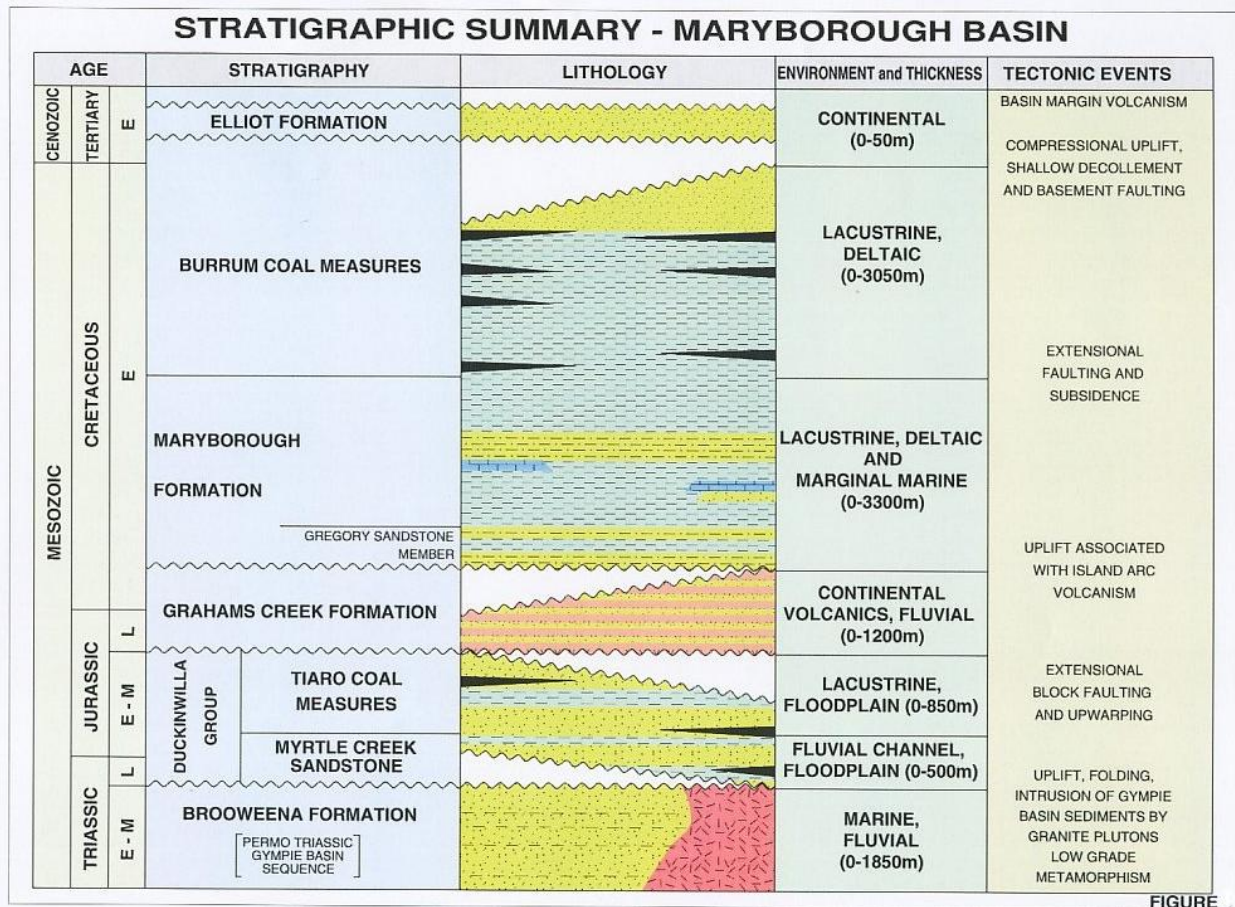 STRATIGRAPHIC SUMMARY - MARYBOROUGH BASIN
AGE
STRATIGRAPHY
LITHOLOGY
ENVIRONMENT and THICKNESS
TECTONIC EVENTS
CENOZOIC
TERTIARY
E
ELLIOT FORMATION
CONTINENTAL
(0-50m)
BASIN MARGIN VOLCANISM
COMPRESSIONAL UPLIFT,
SHALLOW DECOLLEMENT
AND BASEMENT FAULTING
MESOZOIC
CRETACEOUS
E
BURRUM COAL MEASURES
LACUSTRINE,
DELTAIC
(0-3050m)
EXTENSIONAL
FAULTING AND
SUBSIDENCE
MARYBOROUGH
FORMATION
GREGORY SANDSTONE
MEMBER
LACUSTRINE, DELTAIC
AND
MARGINAL MARINE
(0-3300m)
UPLIFT ASSOCIATED
WITH ISLAND ARC
VOLCANISM
GRAHAMS CREEK FORMATION
CONTINENTAL
VOLCANICS, FLUVIAL
(0-1200m)
JURASSIC
L
E - M
DUCKINWILLA
GROUP
TIARO COAL
MEASURES
LACUSTRINE,
FLOODPLAIN (0-850m)
EXTENSIONAL
BLOCK FAULTING
AND UPWARPING
MYRTLE CREEK
SANDSTONE
FLUVIAL CHANNEL,
FLOODPLAIN (0-500m)
TRIASSIC
L
E - M
BROOWEENA FORMATION
PERMO TRIASSIC
GYMPIE BASIN
SEQUENCE
MARINE,
FLUVIAL
(0-1850m)
UPLIFT, FOLDING,
INTRUSION OF GYMPIE
BASIN SEDIMENTS BY
GRANITE PLUTONS
LOW GRADE
METAMORPHISM
FIGURE